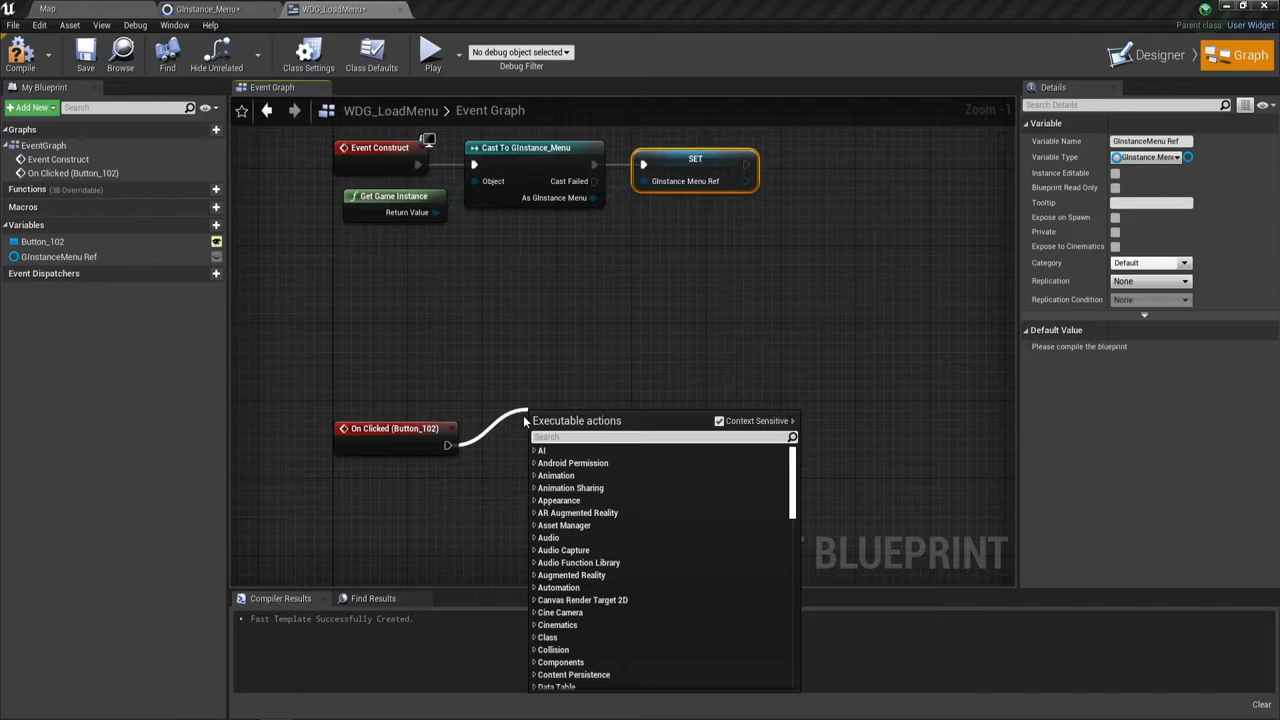 Map
GInstance_Menu*
WDG_LoadMenu*
File Edit Asset View Debug Window Help
Parent class: User Widget
Compile
Save
Browse
Find
Hide Unrelated
Class Settings
Class Defaults
Play
No debug object selected
Debug Filter
Designer
Graph
My Blueprint
Add New
Search
Graphs
EventGraph
Event Construct
On Clicked (Button_102)
Functions (38 Overridable)
Macros
Variables
Button_102
GInstanceMenu Ref
Event Dispatchers
Event Graph
WDG_LoadMenu Event Graph
Zoom -1
Event Construct
Get Game Instance
Return Value
Cast To GInstance_Menu
Object
Cast Failed
As GInstance Menu
SET
GInstance Menu Ref
On Clicked (Button_102)
Executable actions
Context Sensitive
Search
AI
Android Permission
Animation
Animation Sharing
Appearance
AR Augmented Reality
Asset Manager
Audio
Audio Capture
Audio Function Library
Augmented Reality
Automation
Canvas Render Target 2D
Cine Camera
Cinematics
Class
Collision
Components
Content Persistence
Data Table
BLUEPRINT
Compiler Results
Find Results
Fast Template Successfully Created.
Clear
Details
Search Details
Variable
Variable Name GInstanceMenu Ref
Variable Type GInstance Men
Instance Editable
Blueprint Read Only
Tooltip
Expose on Spawn
Private
Expose to Cinematics
Category Default
Replication None
Replication Condition None
Default Value
Please compile the blueprint